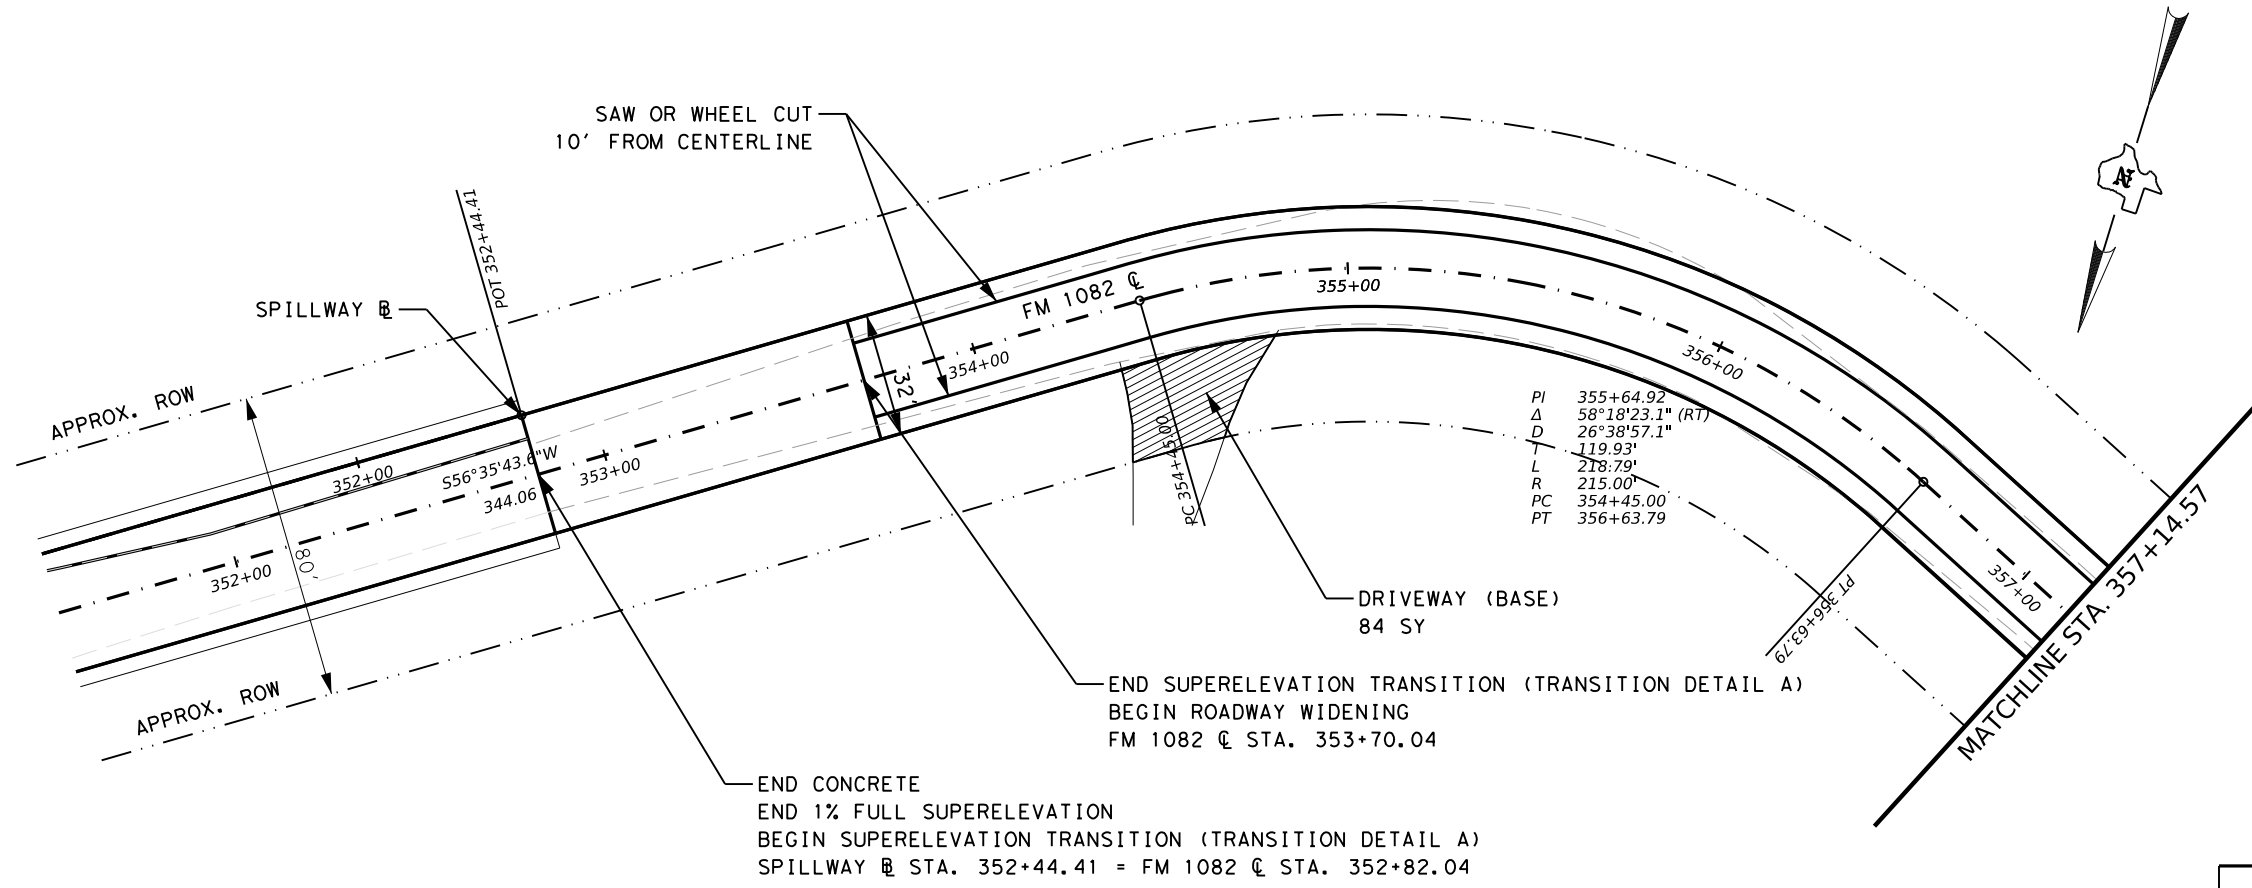 SAW OR WHEEL CUT
10' FROM CENTERLINE
POT 352+44.41
SPILLWAY ℄
APPROX. ROW
352+00
S56°35'43.6"W
344.06
353+00
352+00
80'
APPROX. ROW
FM 1082 ℄
354+00
32'
355+00
356+00
357+00
PC 354+45.00
PI 355+64.92
Δ 58°18'23.1" (RT)
D 26°38'57.1"
T 119.93'
L 218.79'
R 215.00'
PC 354+45.00
PT 356+63.79
PT 356+63.79
MATCHLINE STA. 357+14.57
DRIVEWAY (BASE)
84 SY
END SUPERELEVATION TRANSITION (TRANSITION DETAIL A)
BEGIN ROADWAY WIDENING
FM 1082 ℄ STA. 353+70.04
END CONCRETE
END 1% FULL SUPERELEVATION
BEGIN SUPERELEVATION TRANSITION (TRANSITION DETAIL A)
SPILLWAY BL STA. 352+44.41 = FM 1082 ℄ STA. 352+82.04